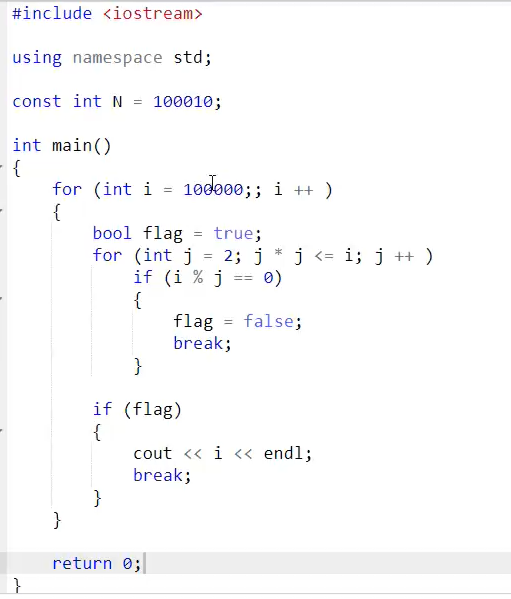 #include <iostream>
using namespace std;
const int N = 100010;
int main()
{
for (int i = 100000;; i ++ )
{
bool flag = true;
for (int j = 2; j * j <= i; j ++ )
if (i % j == 0)
{
flag = false;
break;
}
if (flag)
{
cout << i << endl;
break;
}
}
return 0;
}